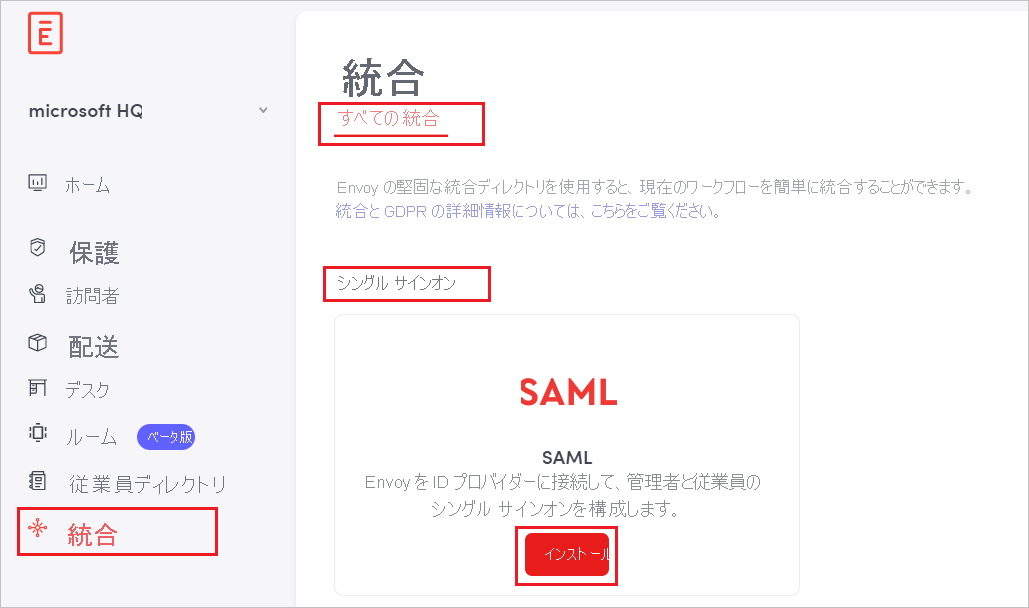 E
microsoft HQ
ホーム
保護
訪問者
配送
デスク
ルーム ベータ版
従業員ディレクトリ
統合
統合
すべての統合
Envoy の堅固な統合ディレクトリを使用すると、現在のワークフローを簡単に統合することができます。
統合と GDPR の詳細情報については、こちらをご覧ください。
シングル サインオン
SAML
SAML
Envoy を ID プロバイダーに接続して、管理者と従業員の
シングル サインオンを構成します。
インストール